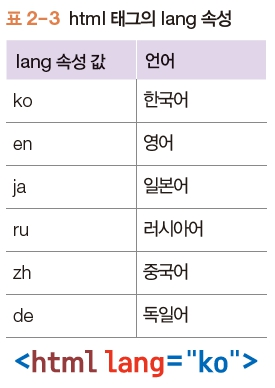 표 2-3 html 태그의 lang 속성
lang 속성 값 언어
ko 한국어
en 영어
ja 일본어
ru 러시아어
zh 중국어
de 독일어
<html lang="ko">